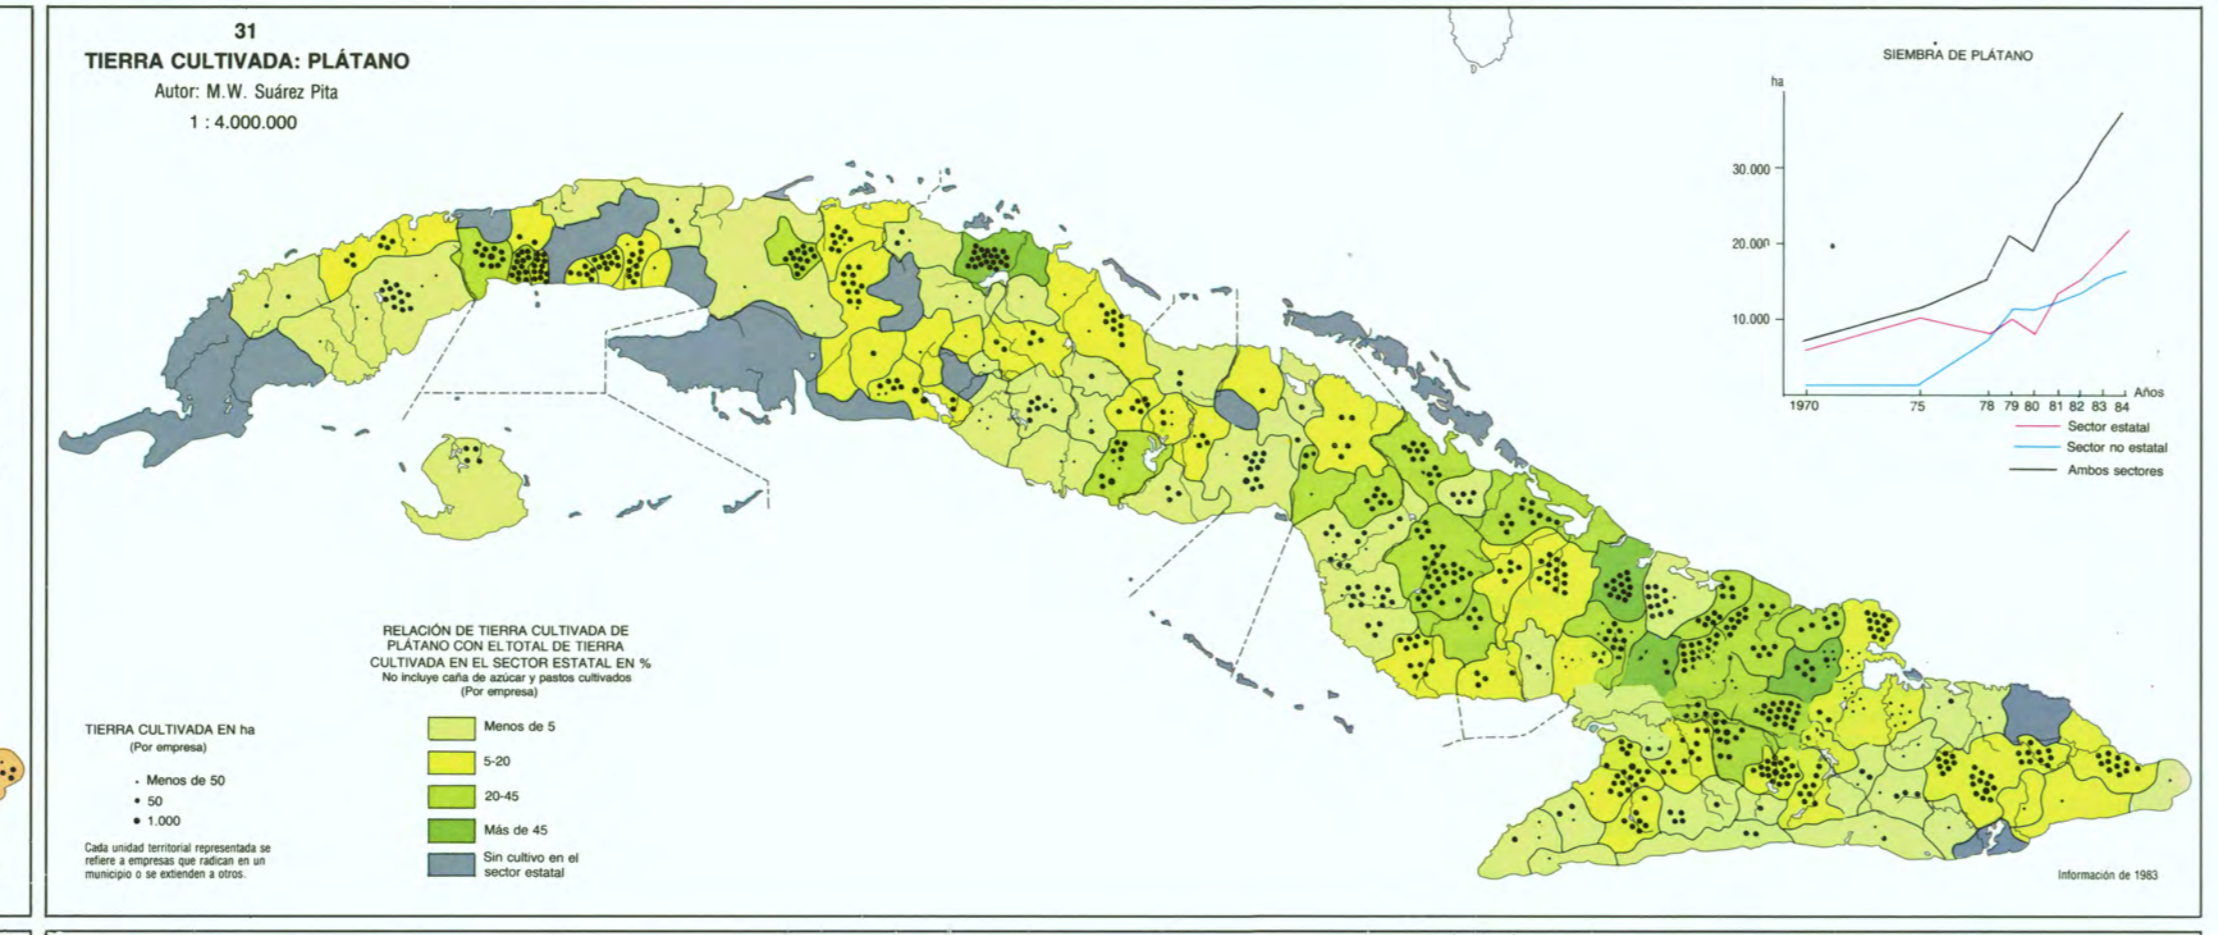 31
TIERRA CULTIVADA: PLÁTANO
Autor: M.W. Suárez Pita
1 : 4.000.000
SIEMBRA DE PLÁTANO
ha
30.000
20.000
10.000
1970 75 78 79 80 81 82 83 84 Años
Sector estatal
Sector no estatal
Ambos sectores
RELACIÓN DE TIERRA CULTIVADA DE
PLÁTANO CON EL TOTAL DE TIERRA
CULTIVADA EN EL SECTOR ESTATAL EN %
No incluye caña de azúcar y pastos cultivados
(Por empresa)
Menos de 5
5-20
20-45
Más de 45
Sin cultivo en el
sector estatal
TIERRA CULTIVADA EN ha
(Por empresa)
Menos de 50
50
1.000
Cada unidad territorial representada se
refiere a empresas que radican en un
municipio o se extienden a otros.
Información de 1983